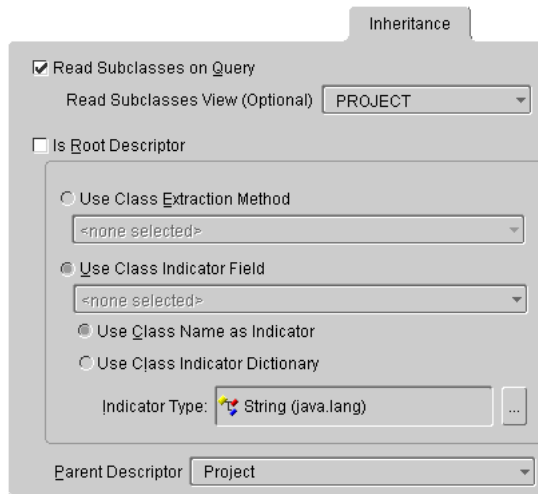 Inheritance
Read Subclasses on Query
Read Subclasses View (Optional) PROJECT
Is Root Descriptor
Use Class Extraction Method
<none selected>
Use Class Indicator Field
<none selected>
Use Class Name as Indicator
Use Class Indicator Dictionary
Indicator Type: String (java.lang) ...
Parent Descriptor Project